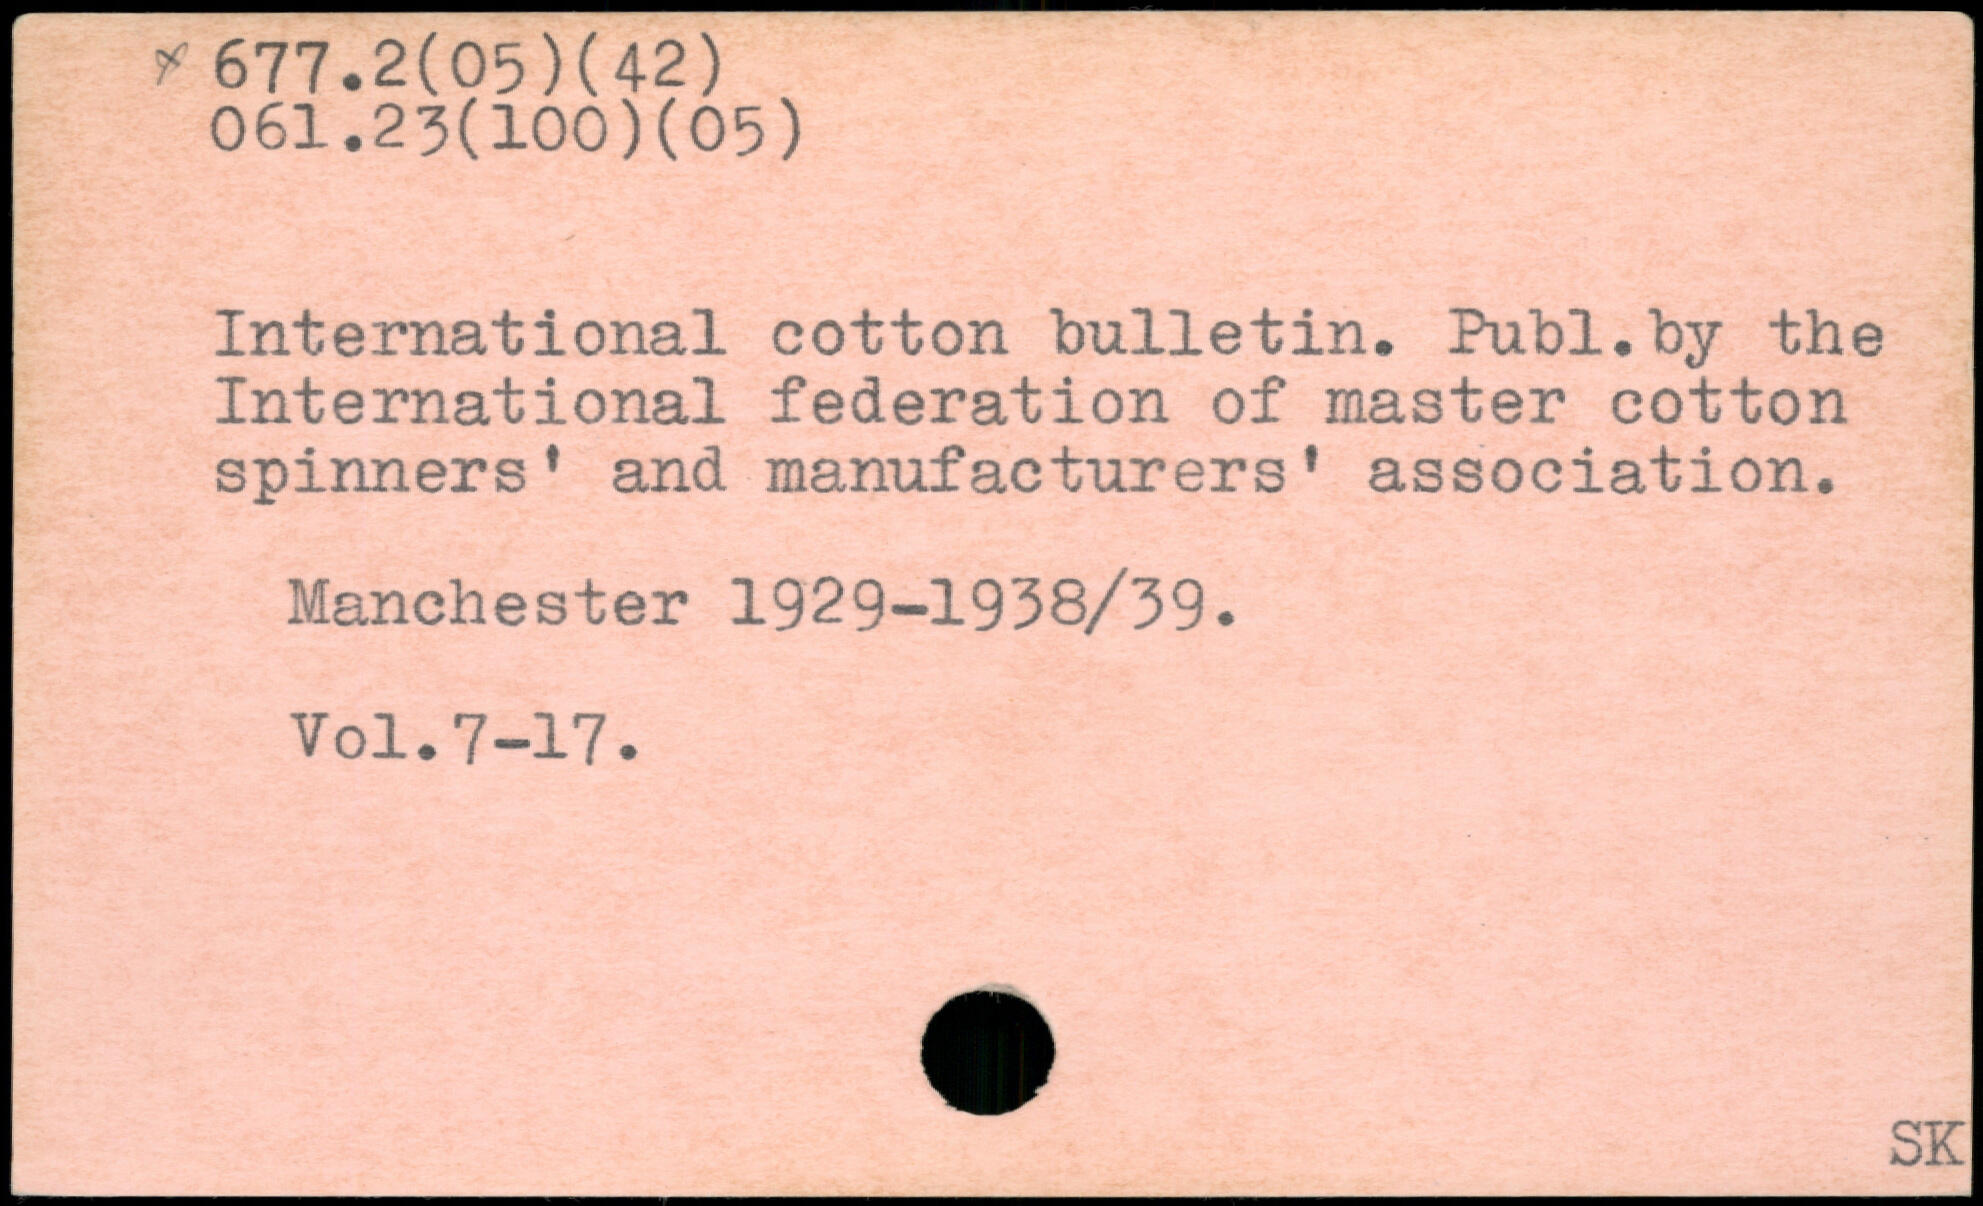 x 677.2(05)(42)
061.23(100)(05)
International cotton bulletin. Publ.by the
International federation of master cotton
spinners' and manufacturers' association.
Manchester 1929-1938/39.
Vol.7-17.
SK